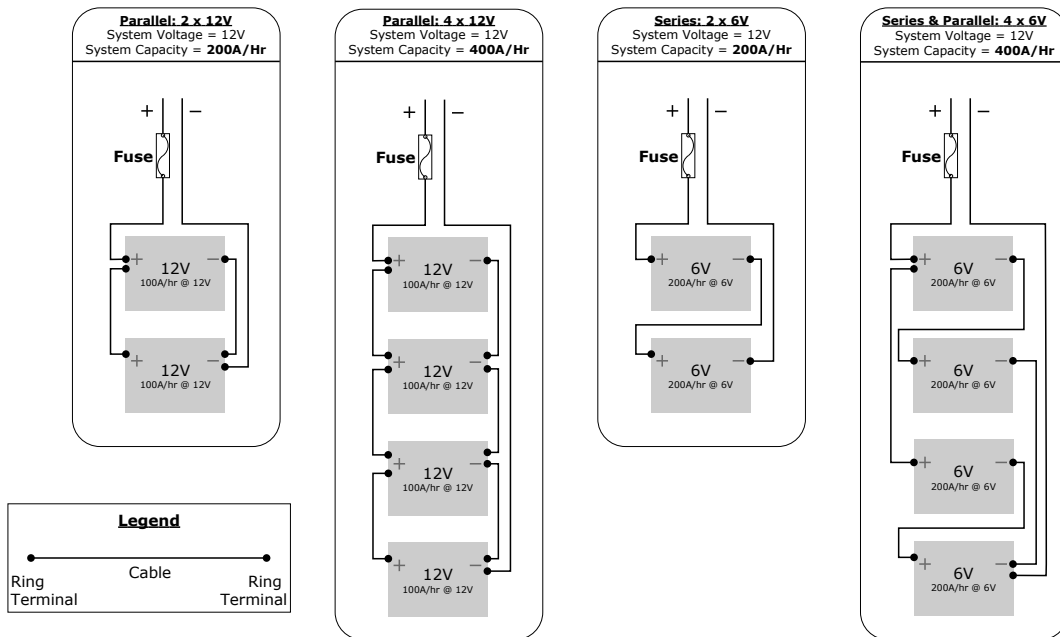 Parallel: 2 x 12V
System Voltage = 12V
System Capacity = 200A/Hr
+ −
Fuse
+ −
12V
100A/hr @ 12V
+ −
12V
100A/hr @ 12V
Parallel: 4 x 12V
System Voltage = 12V
System Capacity = 400A/Hr
+ −
Fuse
+ −
12V
100A/hr @ 12V
+ −
12V
100A/hr @ 12V
+ −
12V
100A/hr @ 12V
+ −
12V
100A/hr @ 12V
Series: 2 x 6V
System Voltage = 12V
System Capacity = 200A/Hr
+ −
Fuse
+ −
6V
200A/hr @ 6V
+ −
6V
200A/hr @ 6V
Series & Parallel: 4 x 6V
System Voltage = 12V
System Capacity = 400A/Hr
+ −
Fuse
+ −
6V
200A/hr @ 6V
+ −
6V
200A/hr @ 6V
+ −
6V
200A/hr @ 6V
+ −
6V
200A/hr @ 6V
Legend
Cable
Ring
Terminal
Ring
Terminal